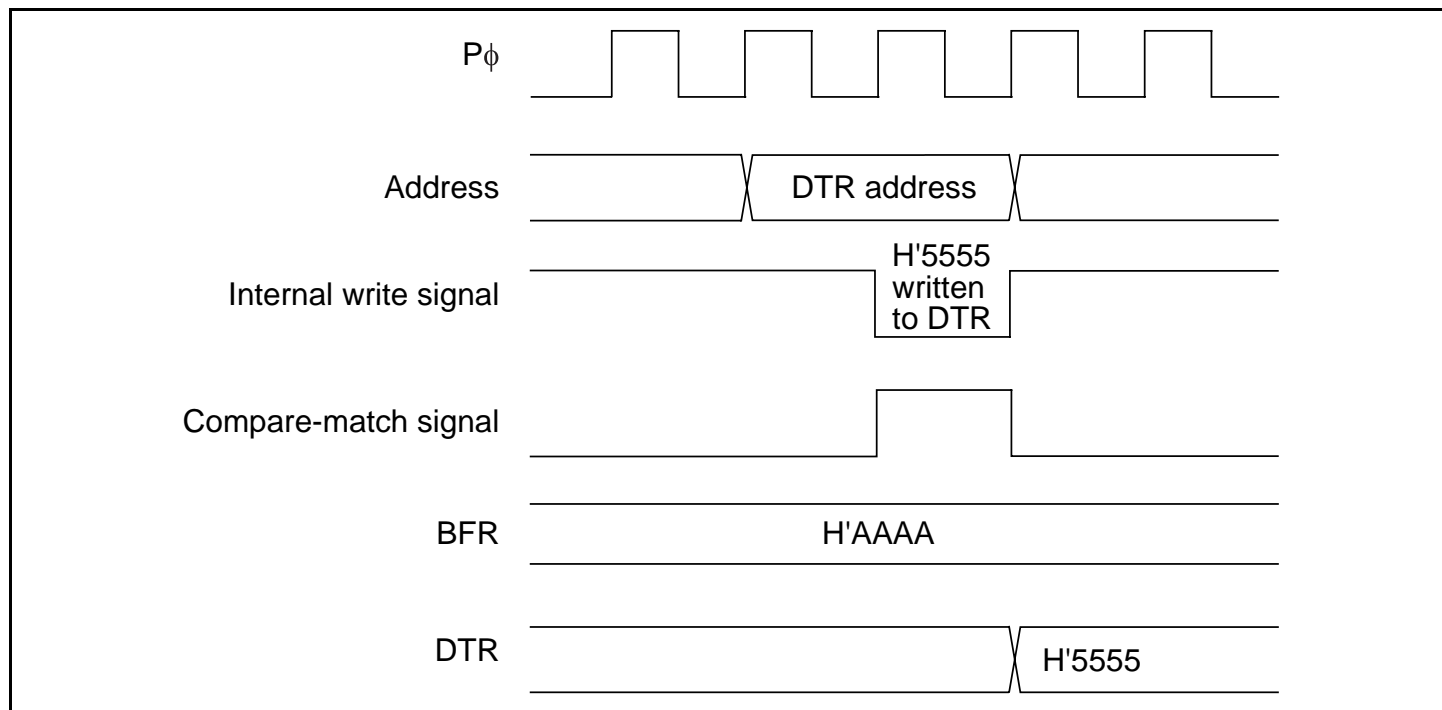 Pϕ
Address
DTR address
Internal write signal
H'5555
written
to DTR
Compare-match signal
BFR
H'AAAA
DTR
H'5555